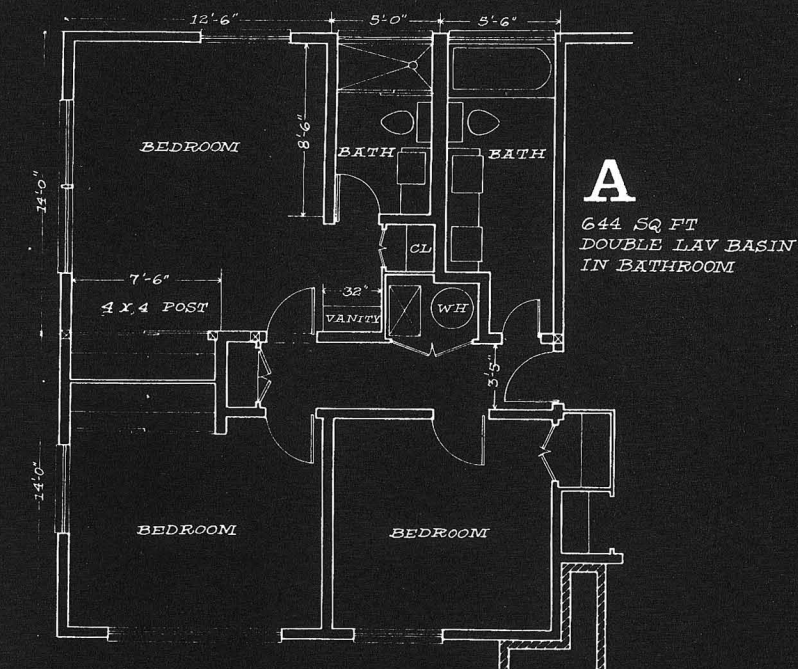 12'-6"
5'-0"
5'-6"
8'-6"
BEDROOM
BATH
BATH
A
644 SQ FT
DOUBLE LAV BASIN
IN BATHROOM
14'-0"
CL
7'-6"
4 X 4 POST
32"
VANITY
WH
3'-5"
14'-0"
BEDROOM
BEDROOM